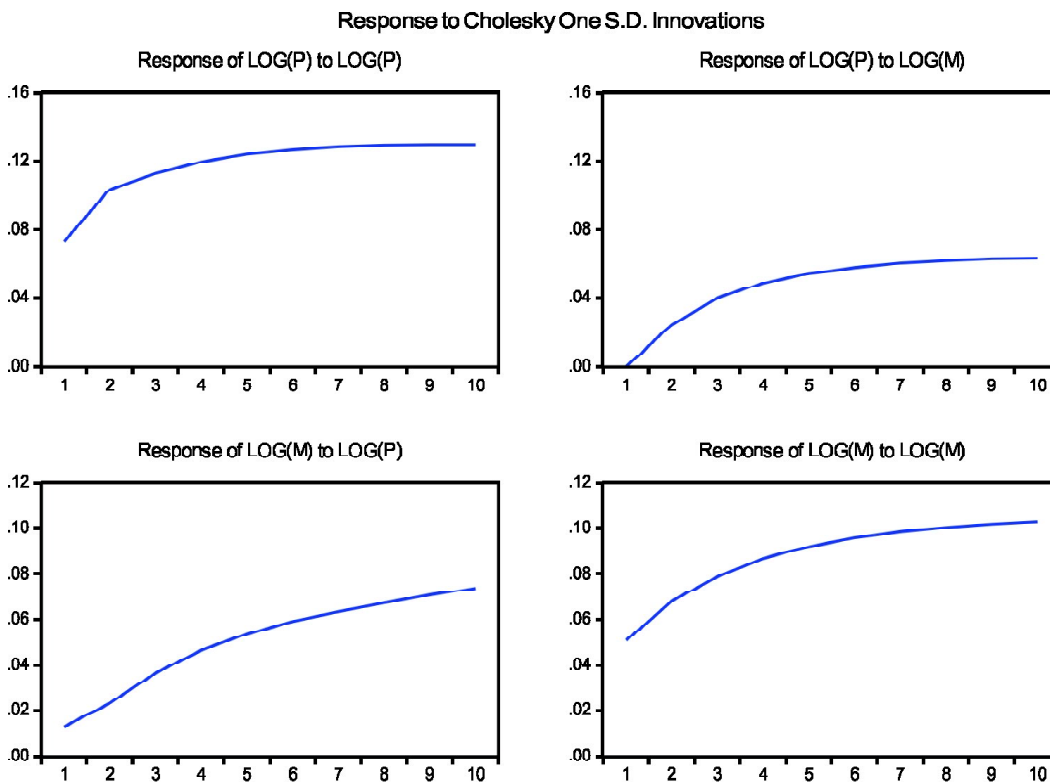 Response to Cholesky One S.D. Innovations
Response of LOG(P) to LOG(P)
.16
.12
.08
.04
.00
1 2 3 4 5 6 7 8 9 10
Response of LOG(P) to LOG(M)
.16
.12
.08
.04
.00
1 2 3 4 5 6 7 8 9 10
Response of LOG(M) to LOG(P)
.12
.10
.08
.06
.04
.02
.00
1 2 3 4 5 6 7 8 9 10
Response of LOG(M) to LOG(M)
.12
.10
.08
.06
.04
.02
.00
1 2 3 4 5 6 7 8 9 10